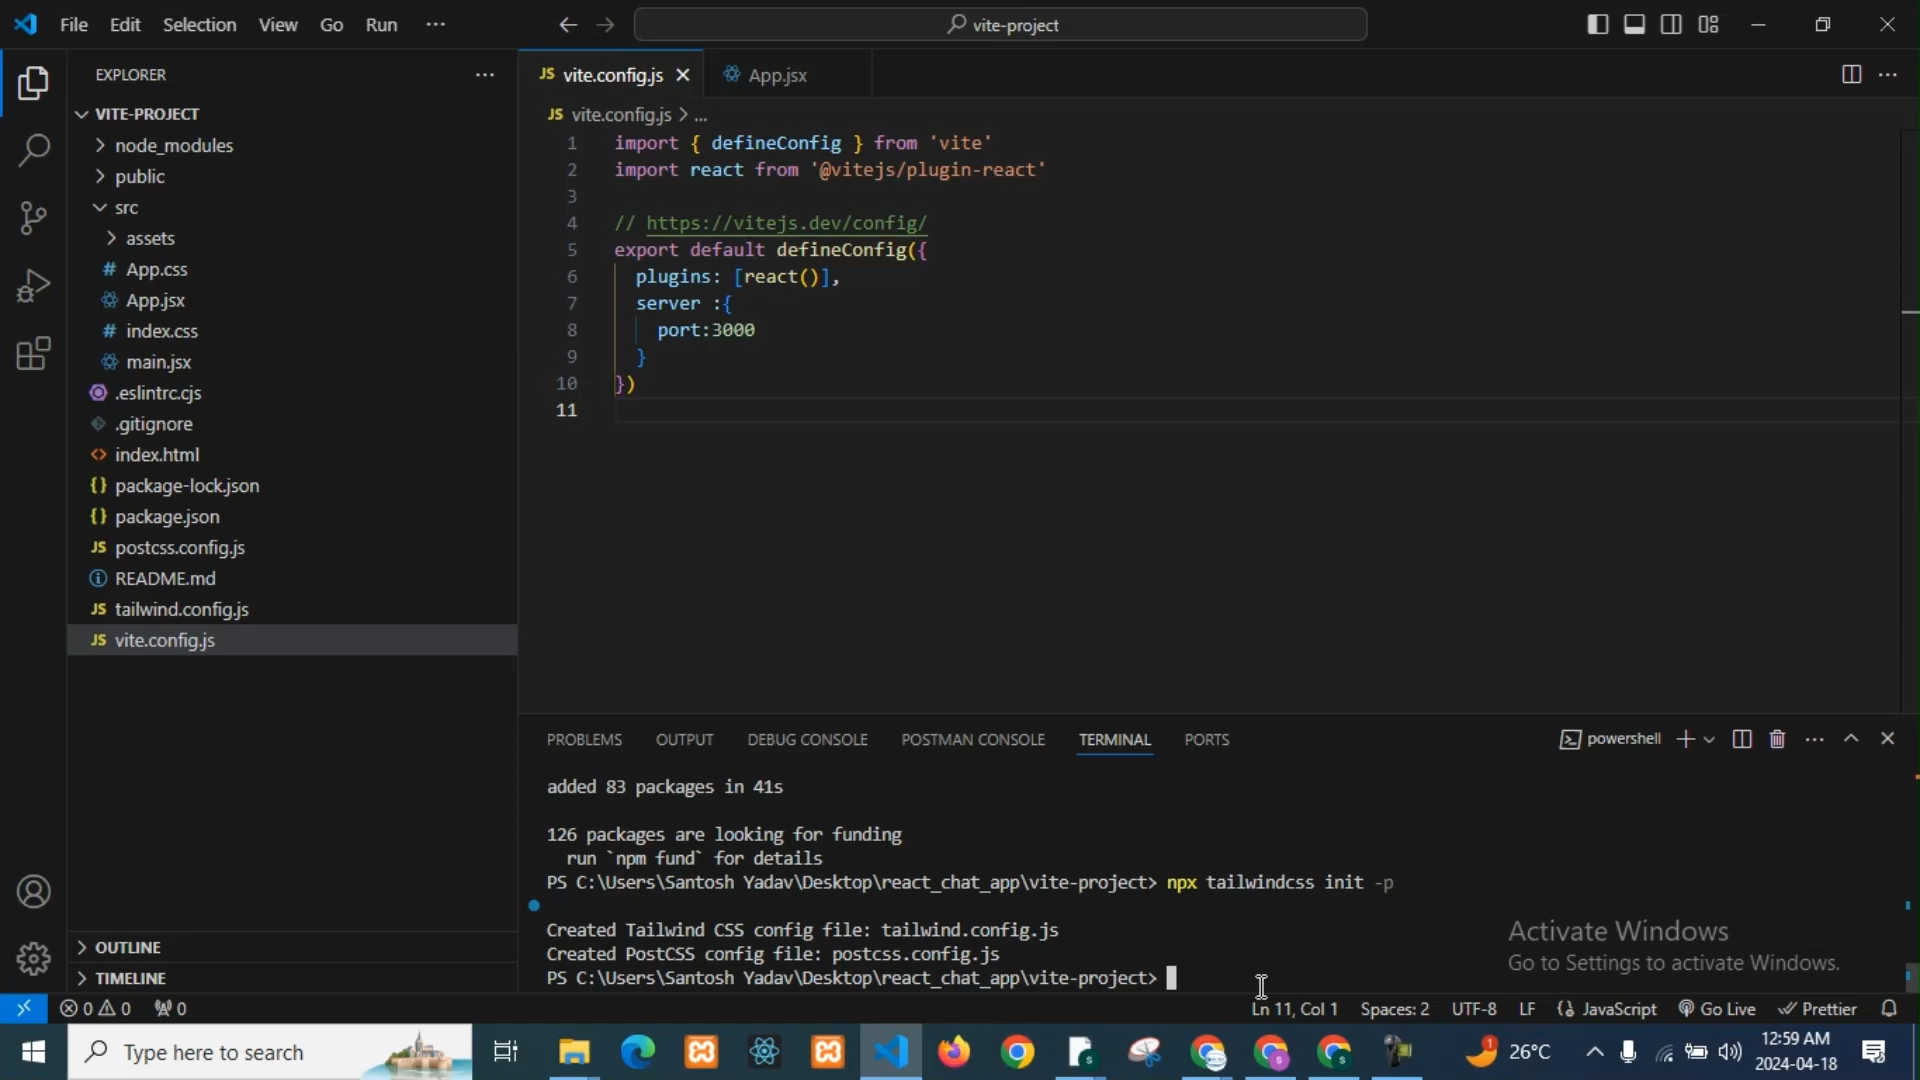 File Edit Selection View Go Run ··· vite-project
EXPLORER ···
VITE-PROJECT
node_modules
public
src
assets
# App.css
App.jsx
# index.css
main.jsx
.eslintrc.cjs
.gitignore
<> index.html
{} package-lock.json
{} package.json
JS postcss.config.js
README.md
JS tailwind.config.js
JS vite.config.js
OUTLINE
TIMELINE
JS vite.config.js App.jsx
JS vite.config.js > ...
1 import { defineConfig } from 'vite'
2 import react from '@vitejs/plugin-react'
3
4 // https://vitejs.dev/config/
5 export default defineConfig({
6 plugins: [react()],
7 server :{
8 port:3000
9 }
10 })
11
PROBLEMS OUTPUT DEBUG CONSOLE POSTMAN CONSOLE TERMINAL PORTS powershell
added 83 packages in 41s
126 packages are looking for funding
run `npm fund` for details
PS C:\Users\Santosh Yadav\Desktop\react_chat_app\vite-project> npx tailwindcss init -p
Created Tailwind CSS config file: tailwind.config.js
Created PostCSS config file: postcss.config.js
PS C:\Users\Santosh Yadav\Desktop\react_chat_app\vite-project>
Activate Windows
Go to Settings to activate Windows.
0 0 0 Ln 11, Col 1 Spaces: 2 UTF-8 LF {} JavaScript Go Live Prettier
Type here to search 1 26°C 12:59 AM
2024-04-18